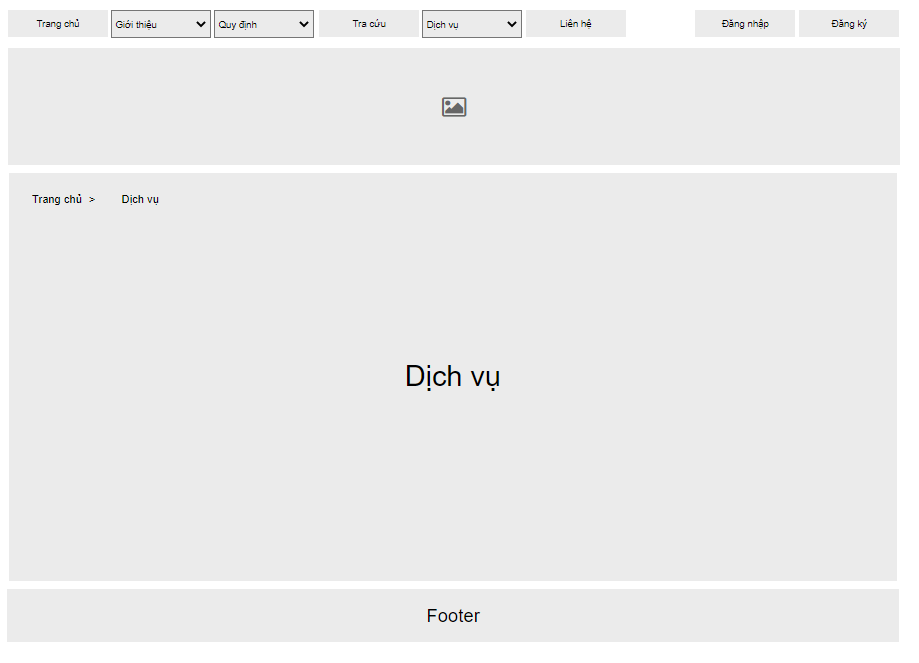 Trang chủ Giới thiệu Quy định Tra cứu Dịch vụ Liên hệ Đăng nhập Đăng ký
Trang chủ > Dịch vụ
Dịch vụ
Footer